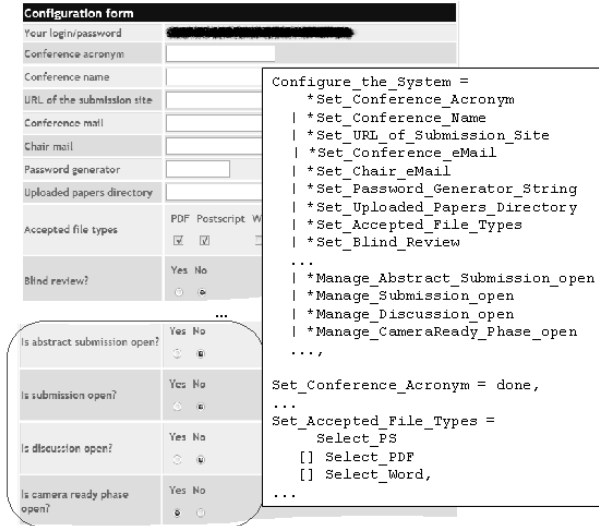 Configuration form
Your login/password
Conference acronym
Conference name
URL of the submission site
Conference mail
Chair mail
Password generator
Uploaded papers directory
Accepted file types
PDF Postscript W
Blind review?
Yes No
...
Is abstract submission open?
Yes No
Is submission open?
Yes No
Is discussion open?
Yes No
Is camera ready phase
open?
Yes No
Configure_the_System =
*Set_Conference_Acronym
| *Set_Conference_Name
| *Set_URL_of_Submission_Site
| *Set_Conference_eMail
| *Set_Chair_eMail
| *Set_Password_Generator_String
| *Set_Uploaded_Papers_Directory
| *Set_Accepted_File_Types
| *Set_Blind_Review
...
| *Manage_Abstract_Submission_open
| *Manage_Submission_open
| *Manage_Discussion_open
| *Manage_CameraReady_Phase_open
...,
Set_Conference_Acronym = done,
...
Set_Accepted_File_Types =
Select_PS
[] Select_PDF
[] Select_Word,
...